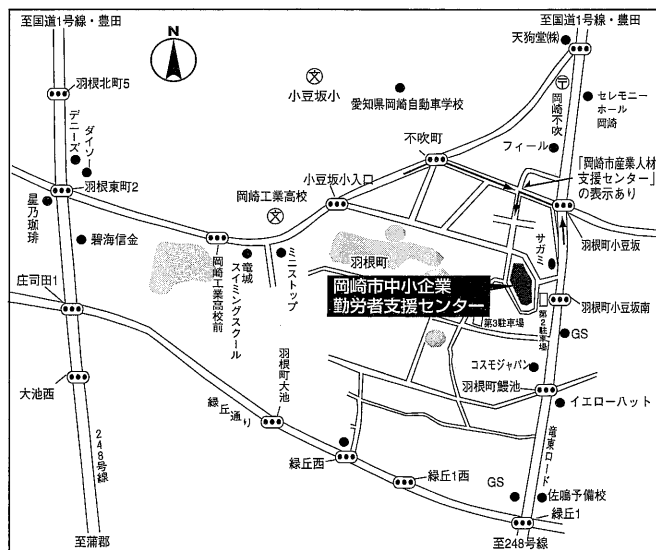 至国道1号線・豊田
至国道1号線・豊田
天狗堂㈱
N
文
小豆坂小
羽根北町5
愛知県岡崎自動車学校
岡崎不吹
セレモニー
ホール
岡崎
デニーズ
ダイソー
不吹町
フィール
「岡崎市産業人材
支援センター」
の表示あり
羽根東町2
小豆坂小入口
岡崎工業高校
文
星乃珈琲
碧海信金
岡崎工業高校前
竜城
スイミングスクール
ミニストップ
羽根町
サガミ
羽根町小豆坂
岡崎市中小企業
勤労者支援センター
庄司田1
第3駐車場
第2駐車場
羽根町小豆坂南
GS
コスモジャパン
羽根町大池
羽根町鰻池
大池西
イエローハット
緑丘通り
248号線
竜東ロード
緑丘西
緑丘1西
GS
佐鳴予備校
緑丘1
至蒲郡
至248号線